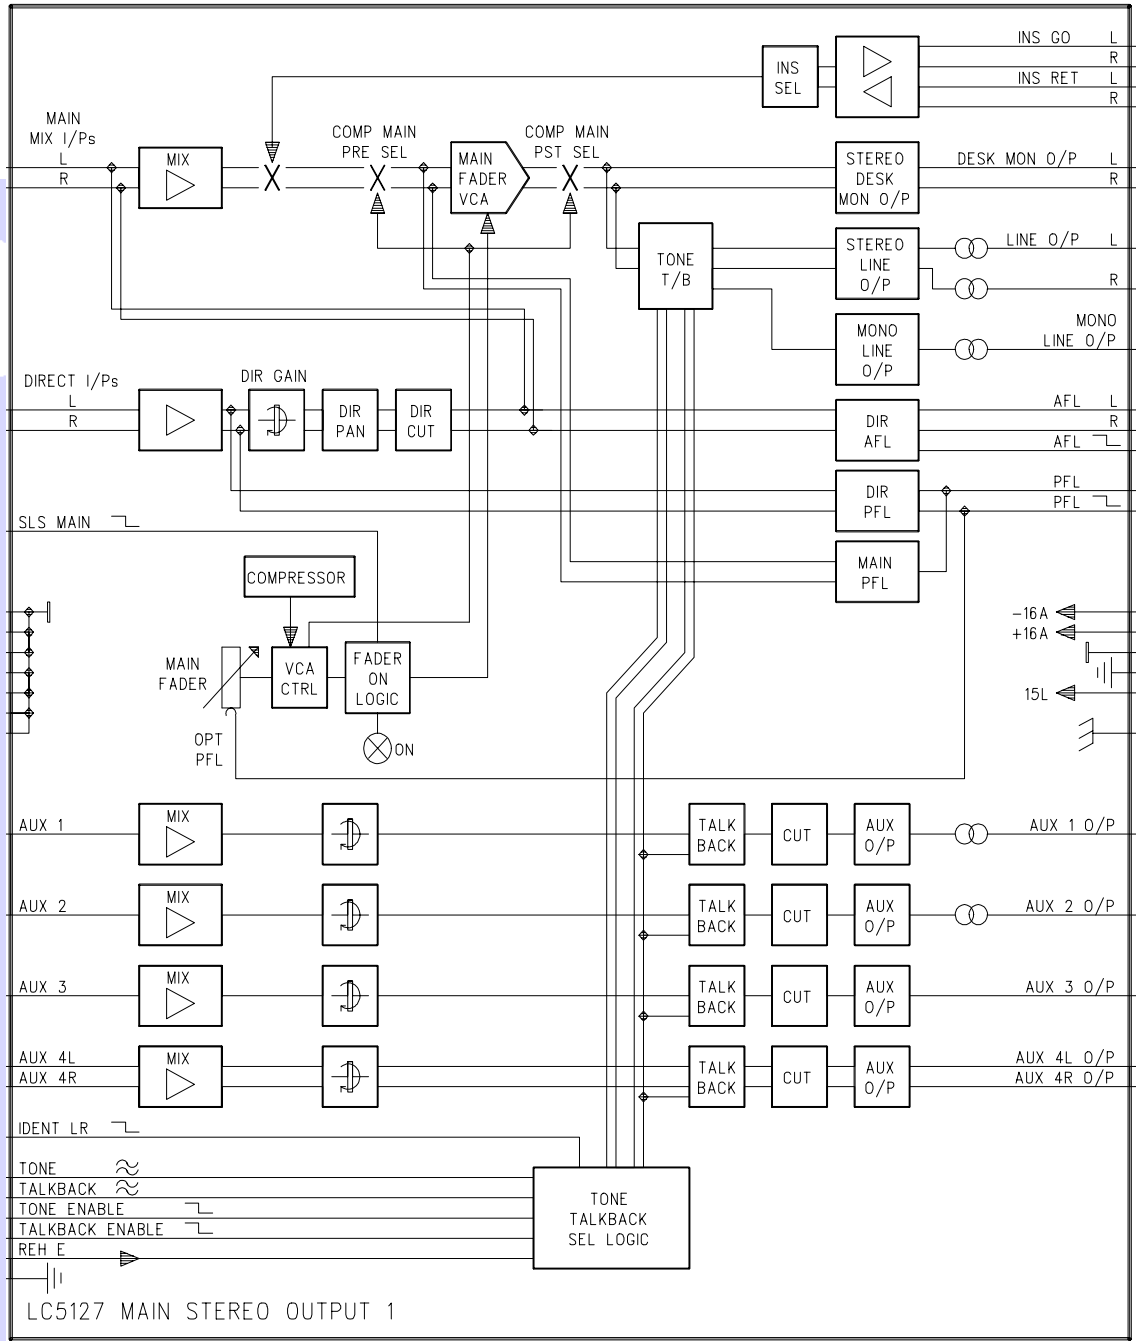 INS GO L
R
INS RET L
R
INS
SEL
MAIN
MIX I/Ps
L
R
MIX
COMP MAIN
PRE SEL
MAIN
FADER
VCA
COMP MAIN
PST SEL
STEREO
DESK
MON O/P
DESK MON O/P L
R
TONE
T/B
STEREO
LINE
O/P
LINE O/P L
R
MONO
LINE
O/P
MONO
LINE O/P
DIRECT I/Ps
L
R
DIR GAIN
DIR
PAN
DIR
CUT
DIR
AFL
AFL L
R
AFL
DIR
PFL
PFL
PFL
SLS MAIN
MAIN
PFL
COMPRESSOR
MAIN
FADER
VCA
CTRL
FADER
ON
LOGIC
OPT
PFL
ON
-16A
+16A
15L
AUX 1
MIX
TALK
BACK
CUT
AUX
O/P
AUX 1 O/P
AUX 2
MIX
TALK
BACK
CUT
AUX
O/P
AUX 2 O/P
AUX 3
MIX
TALK
BACK
CUT
AUX
O/P
AUX 3 O/P
AUX 4L
AUX 4R
MIX
TALK
BACK
CUT
AUX
O/P
AUX 4L O/P
AUX 4R O/P
IDENT LR
TONE
TALKBACK
TONE ENABLE
TALKBACK ENABLE
REH E
TONE
TALKBACK
SEL LOGIC
LC5127 MAIN STEREO OUTPUT 1